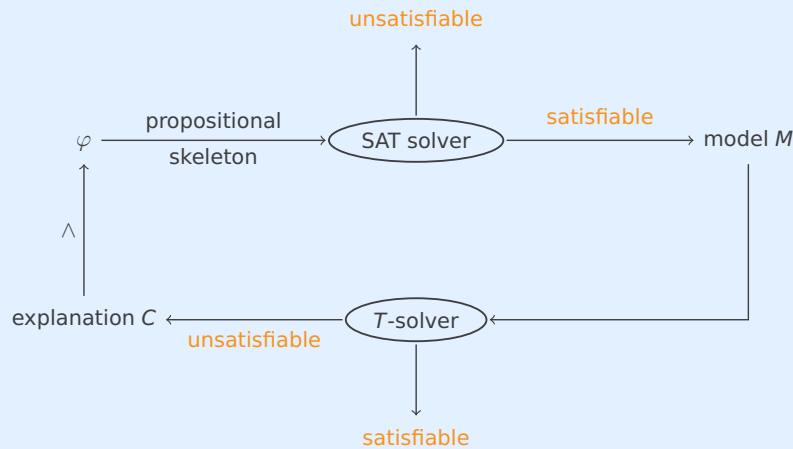 unsatisfiable
propositional
satisfiable
φ
SAT solver
model M
skeleton
∧
explanation C
T-solver
unsatisfiable
satisfiable